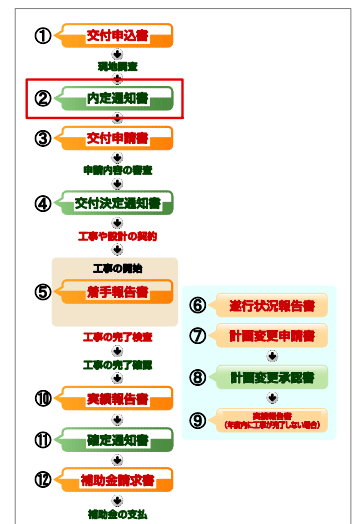 ① 交付申込書
現地調査
② 内定通知書
③ 交付申請書
申請内容の審査
④ 交付決定通知書
工事や設計の契約
工事の開始
⑤ 着手報告書
工事の完了検査
工事の完了確認
⑩ 実績報告書
⑪ 確定通知書
⑫ 補助金請求書
補助金の支払
⑥ 遂行状況報告書
⑦ 計画変更申請書
⑧ 計画変更承認書
⑨ 実績報告書
(年度内に工事が完了しない場合)